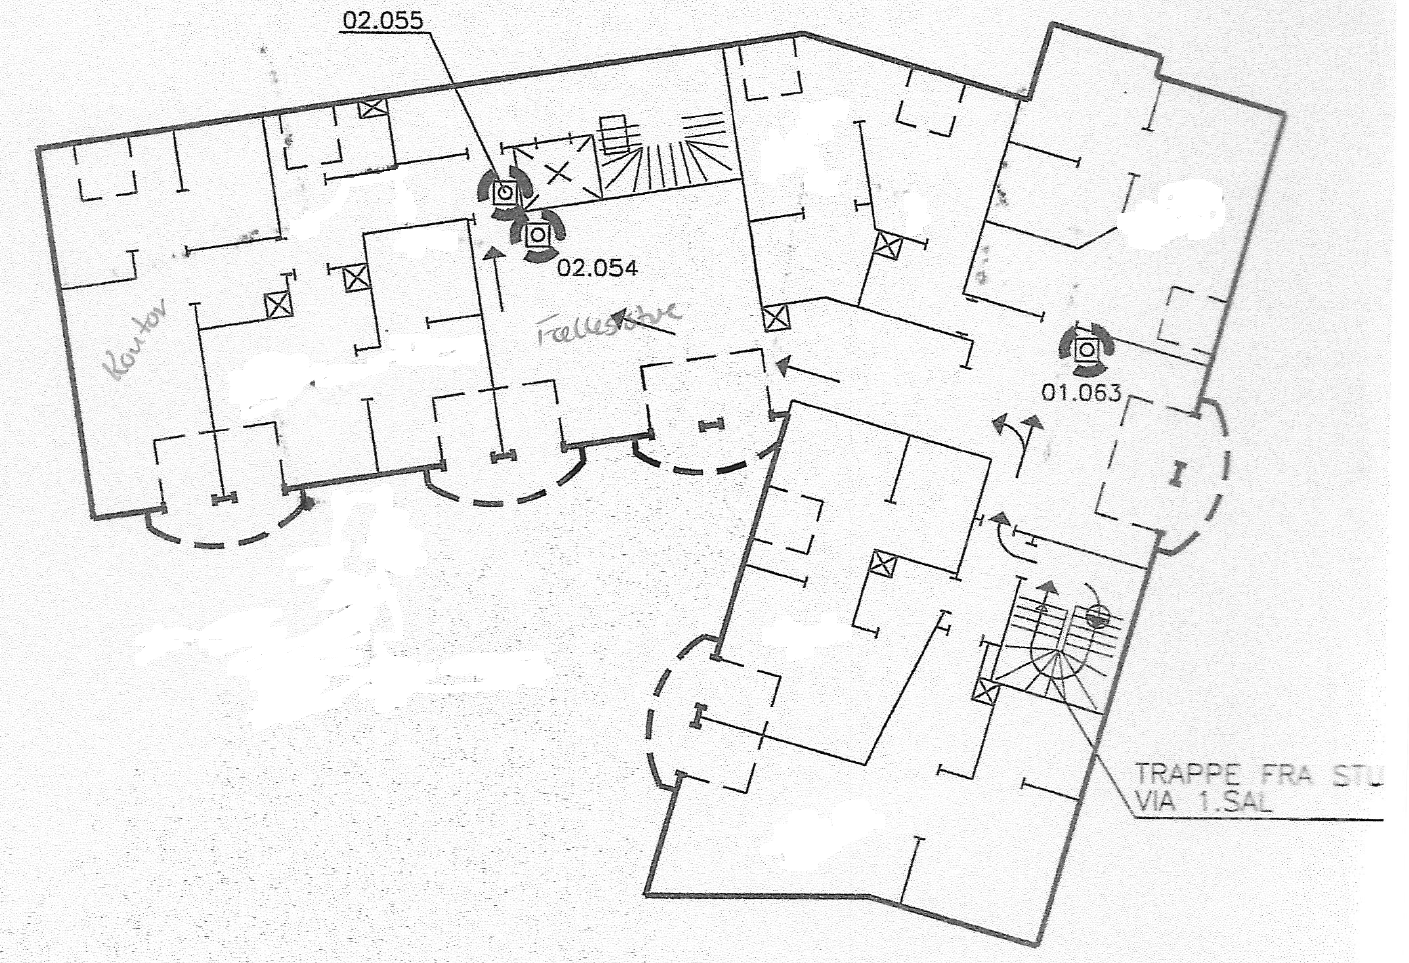 02.055
02.054
Fællesstue
Kontor
01.063
TRAPPE FRA STU
VIA 1.SAL